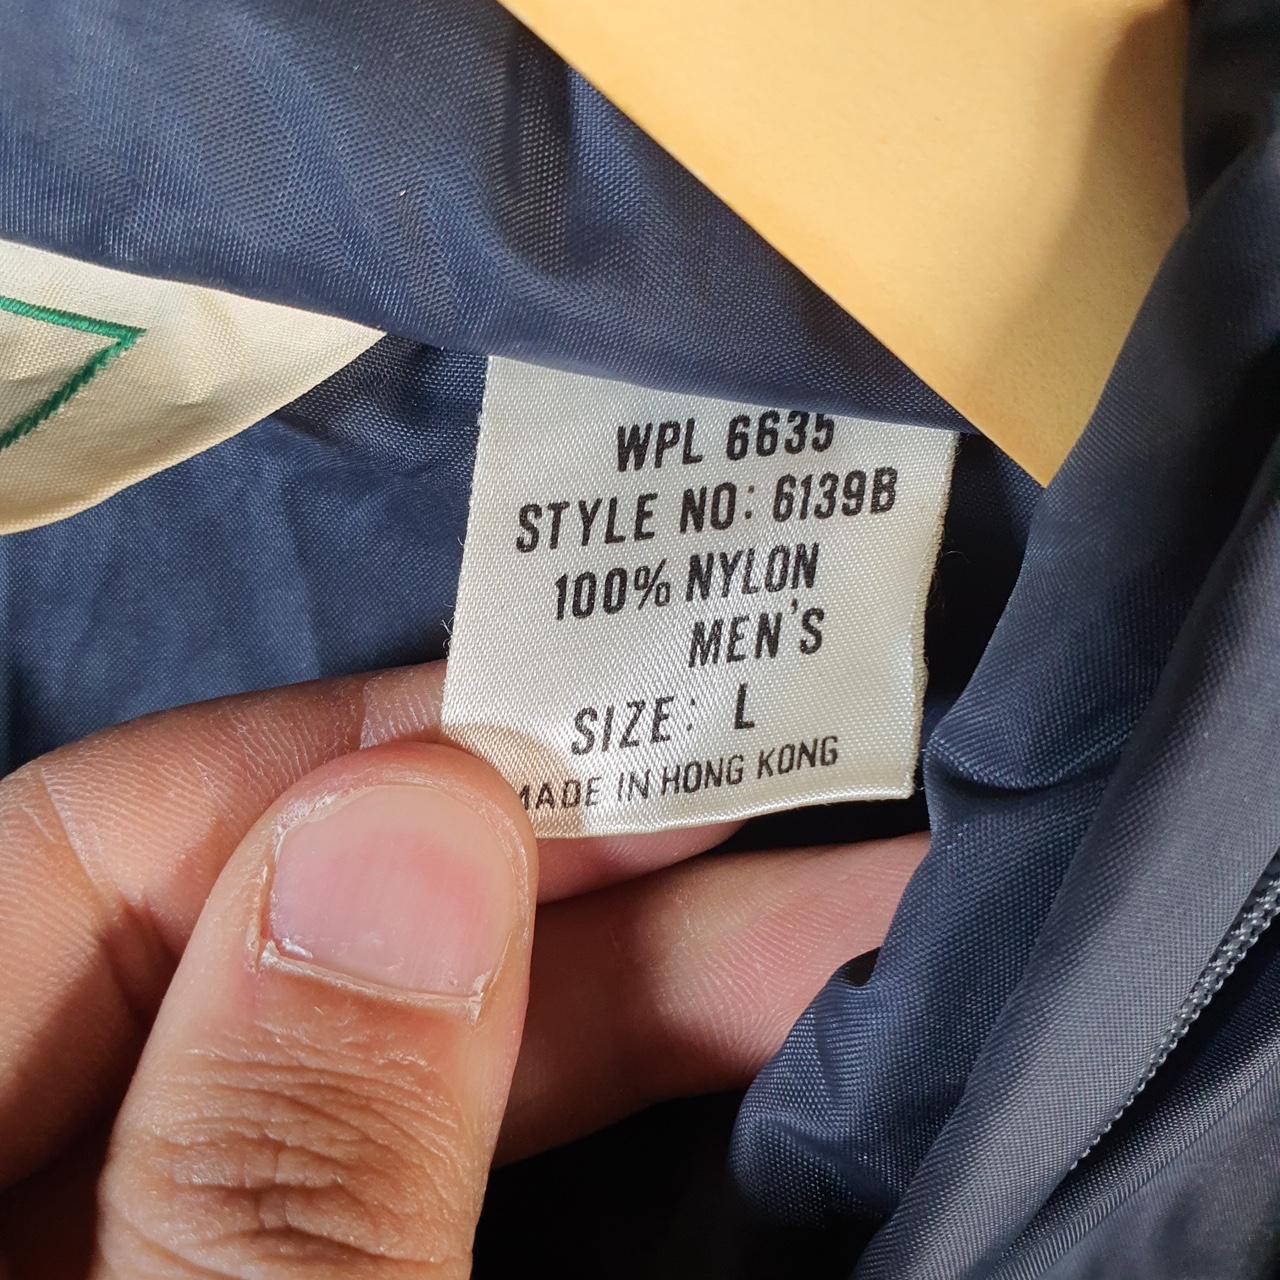 WPL 6635
STYLE NO: 6139B
100% NYLON
MEN'S
SIZE: L
MADE IN HONG KONG